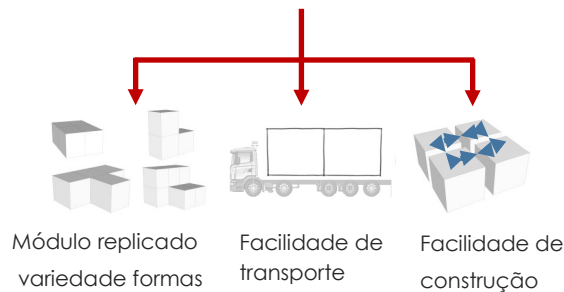 Módulo replicado
variedade formas
Facilidade de
transporte
Facilidade de
construção